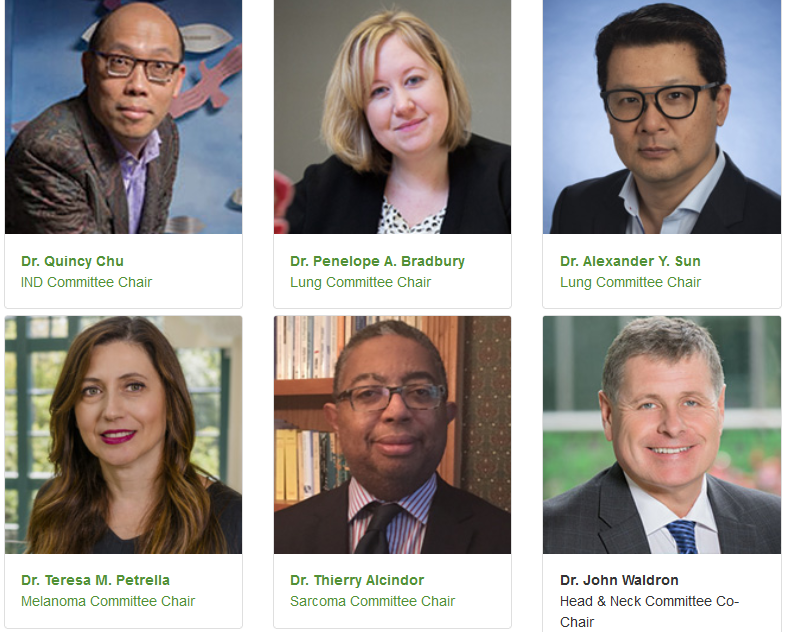 Dr. Quincy Chu
IND Committee Chair
Dr. Penelope A. Bradbury
Lung Committee Chair
Dr. Alexander Y. Sun
Lung Committee Chair
Dr. Teresa M. Petrella
Melanoma Committee Chair
Dr. Thierry Alcindor
Sarcoma Committee Chair
Dr. John Waldron
Head & Neck Committee Co-
Chair